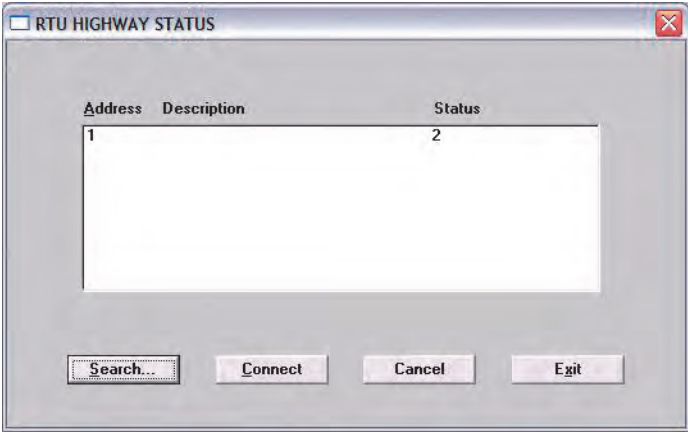 RTU HIGHWAY STATUS
Address Description Status
1 2
Search... Connect Cancel Exit